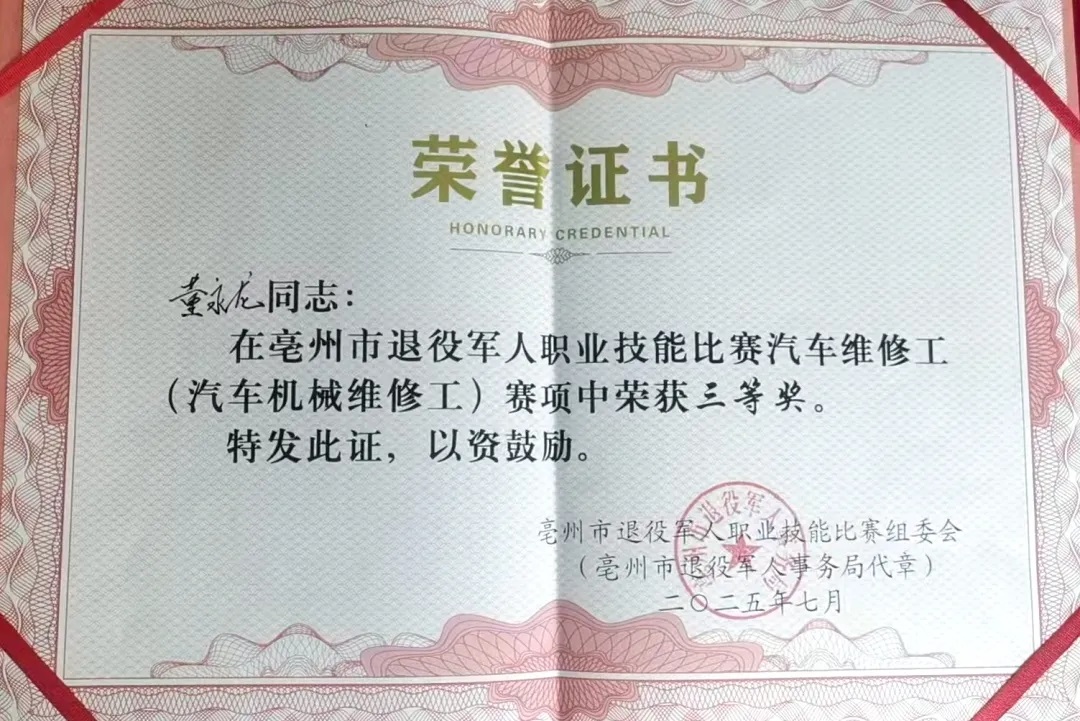 荣誉证书
HONORARY CREDENTIAL
董永龙同志：
在亳州市退役军人职业技能比赛汽车维修工
（汽车机械维修工）赛项中荣获三等奖。
特发此证，以资鼓励。
亳州市退役军人职业技能比赛组委会
（亳州市退役军人事务局代章）
二〇二五年七月